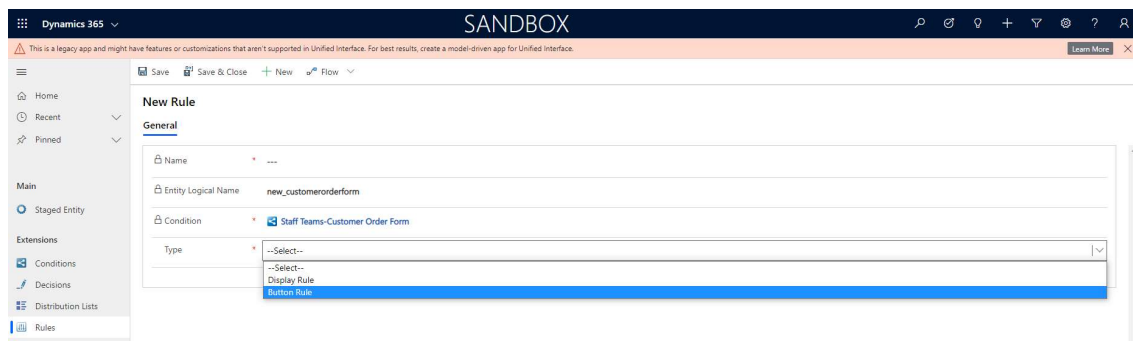 Dynamics 365
SANDBOX
This is a legacy app and might have features or customizations that aren't supported in Unified Interface. For best results, create a model-driven app for Unified Interface.
Learn More
Save Save & Close New Flow
Home
Recent
Pinned
Main
Staged Entity
Extensions
Conditions
Decisions
Distribution Lists
Rules
New Rule
General
Name * ---
Entity Logical Name new_customerorderform
Condition * Staff Teams-Customer Order Form
Type * --Select--
--Select--
Display Rule
Button Rule